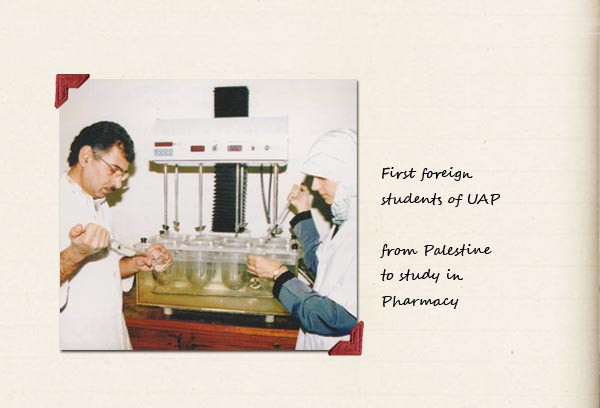 First foreign
students of UAP
from Palestine
to study in
Pharmacy